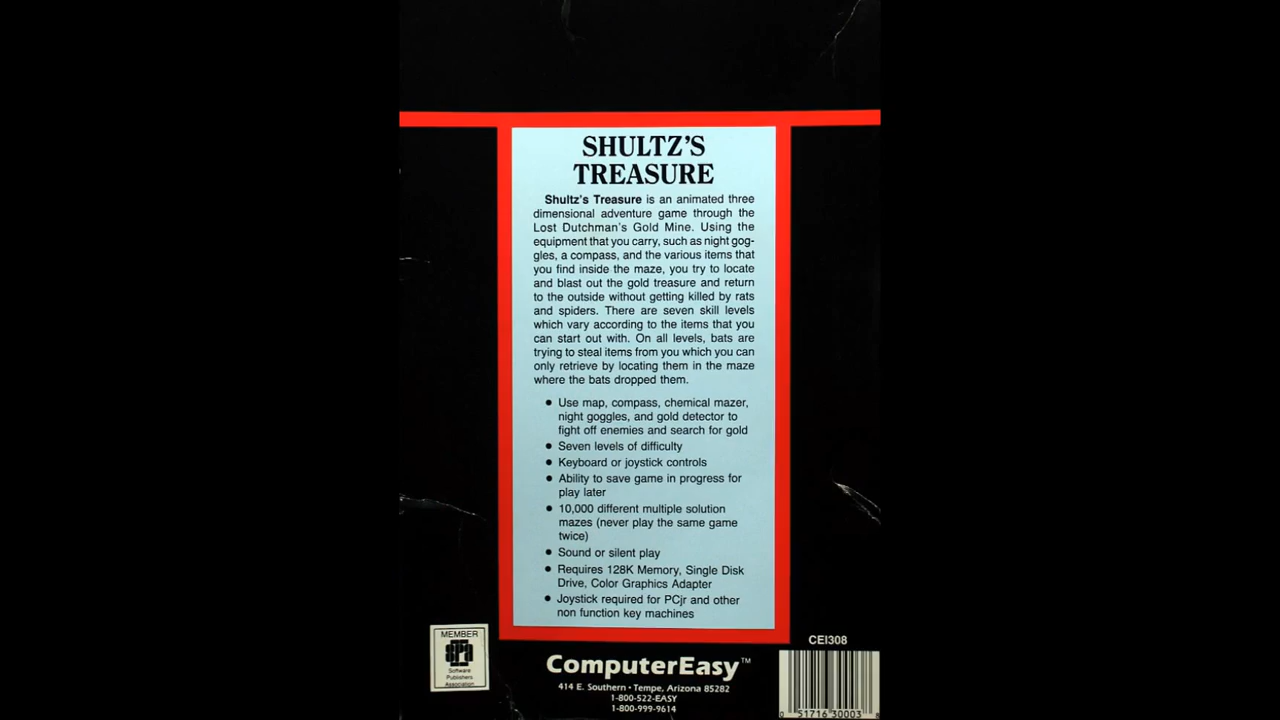 SHULTZ'S
TREASURE
Shultz's Treasure is an animated three
dimensional adventure game through the
Lost Dutchman's Gold Mine. Using the
equipment that you carry, such as night gog-
gles, a compass, and the various items that
you find inside the maze, you try to locate
and blast out the gold treasure and return
to the outside without getting killed by rats
and spiders. There are seven skill levels
which vary according to the items that you
can start out with. On all levels, bats are
trying to steal items from you which you can
only retrieve by locating them in the maze
where the bats dropped them.
• Use map, compass, chemical mazer,
night goggles, and gold detector to
fight off enemies and search for gold
• Seven levels of difficulty
• Keyboard or joystick controls
• Ability to save game in progress for
play later
• 10,000 different multiple solution
mazes (never play the same game
twice)
• Sound or silent play
• Requires 128K Memory, Single Disk
Drive, Color Graphics Adapter
• Joystick required for PCjr and other
non function key machines
MEMBER
SPA
Software
Publishers
Association
ComputerEasy™
414 E. Southern • Tempe, Arizona 85282
1-800-522-EASY
1-800-999-9614
CEI308
0 51716 30003 8